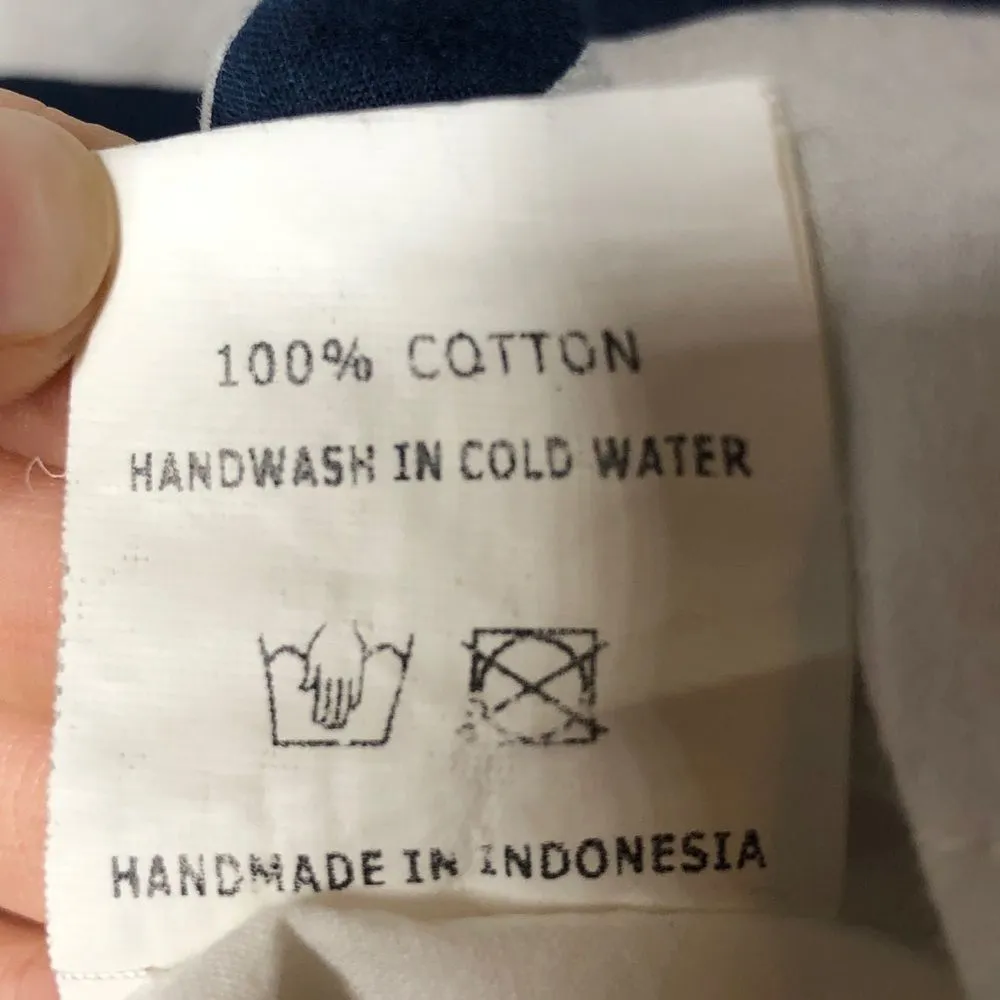 100% COTTON
HANDWASH IN COLD WATER
HANDMADE IN INDONESIA